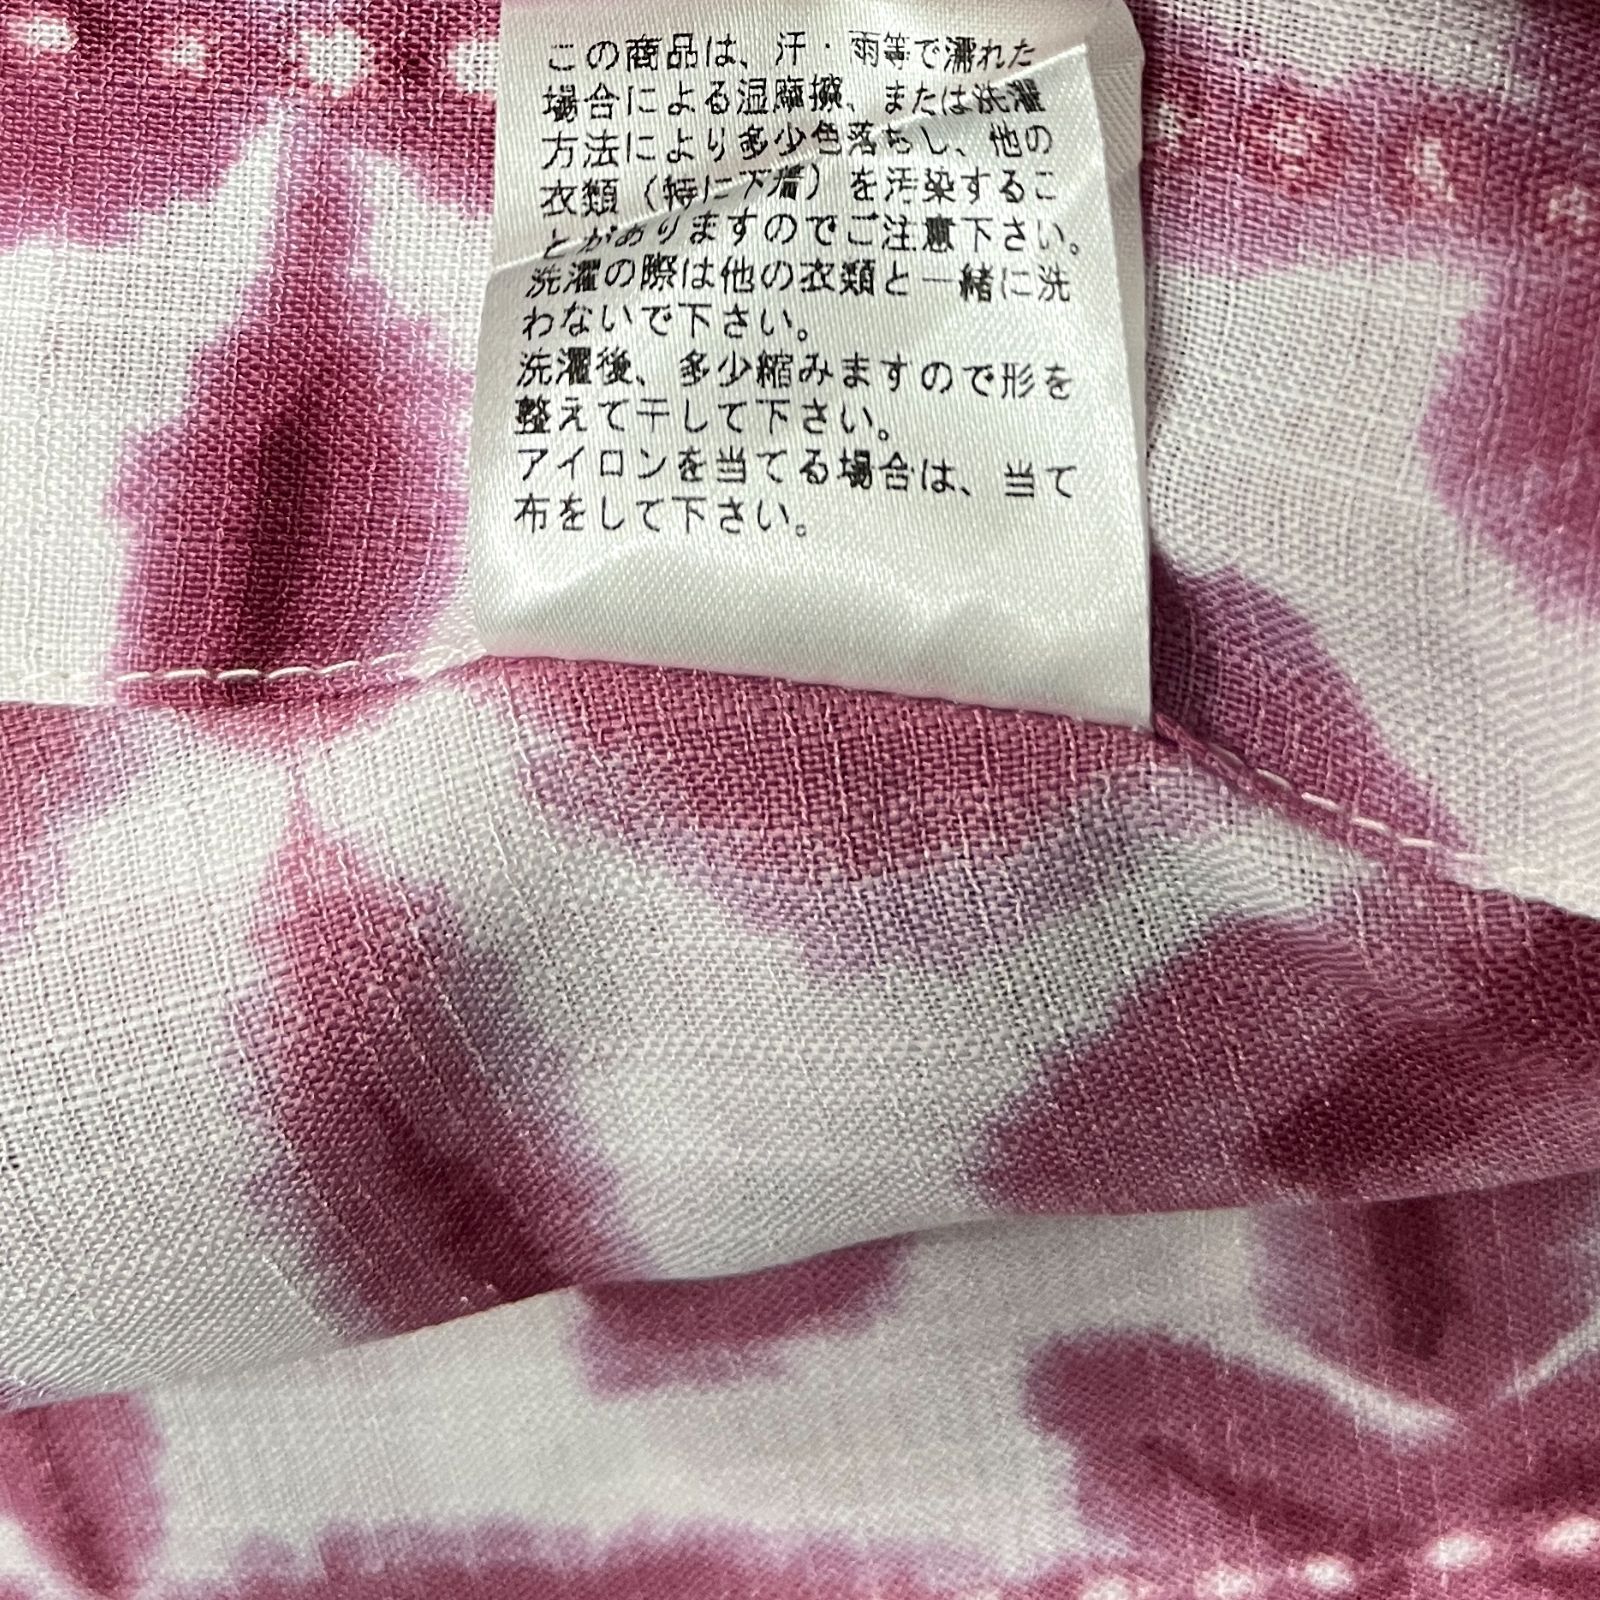 この商品は、汗・雨等で濡れた
場合による湿摩擦、または洗濯
方法により多少色落ちし、他の
衣類（特に下着）を汚染するこ
とがありますのでご注意下さい。
洗濯の際は他の衣類と一緒に洗
わないで下さい。
洗濯後、多少縮みますので形を
整えて干して下さい。
アイロンを当てる場合は、当て
布をして下さい。